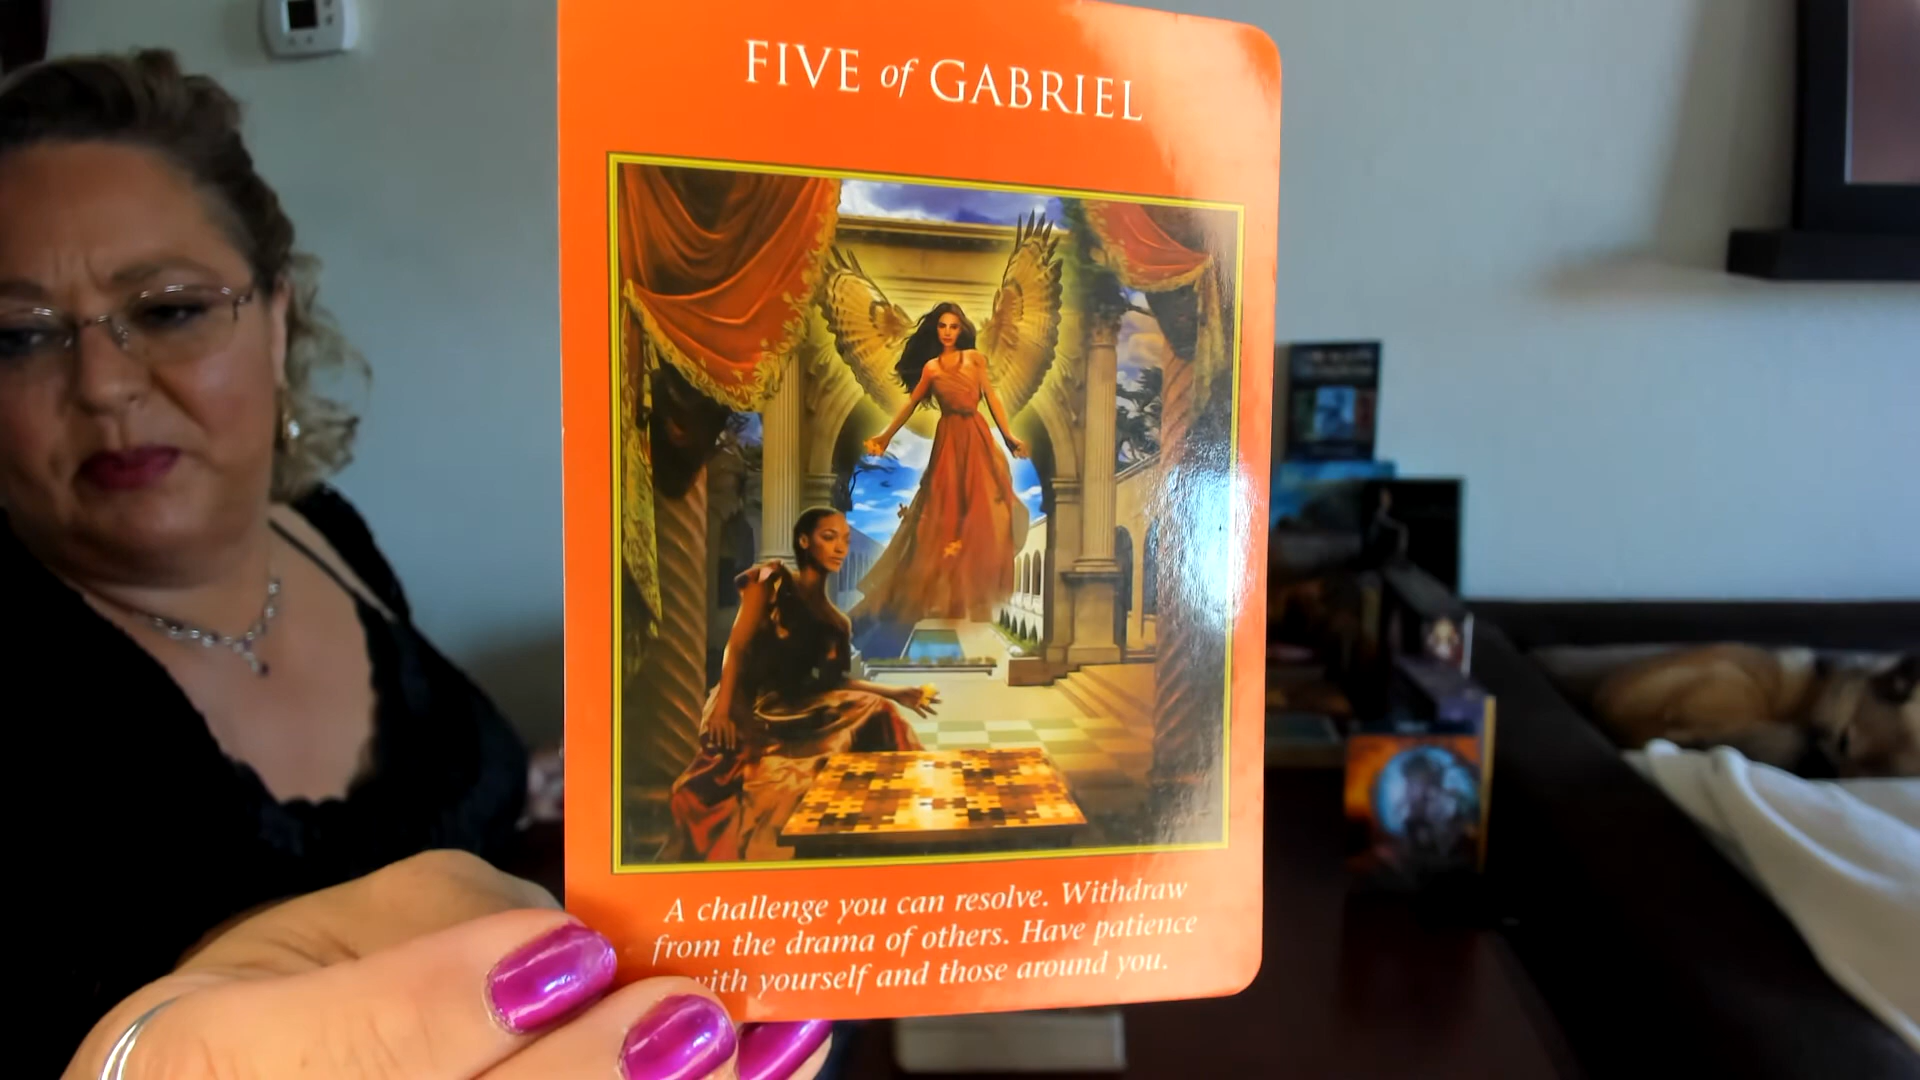 FIVE of GABRIEL
A challenge you can resolve. Withdraw
from the drama of others. Have patience
with yourself and those around you.